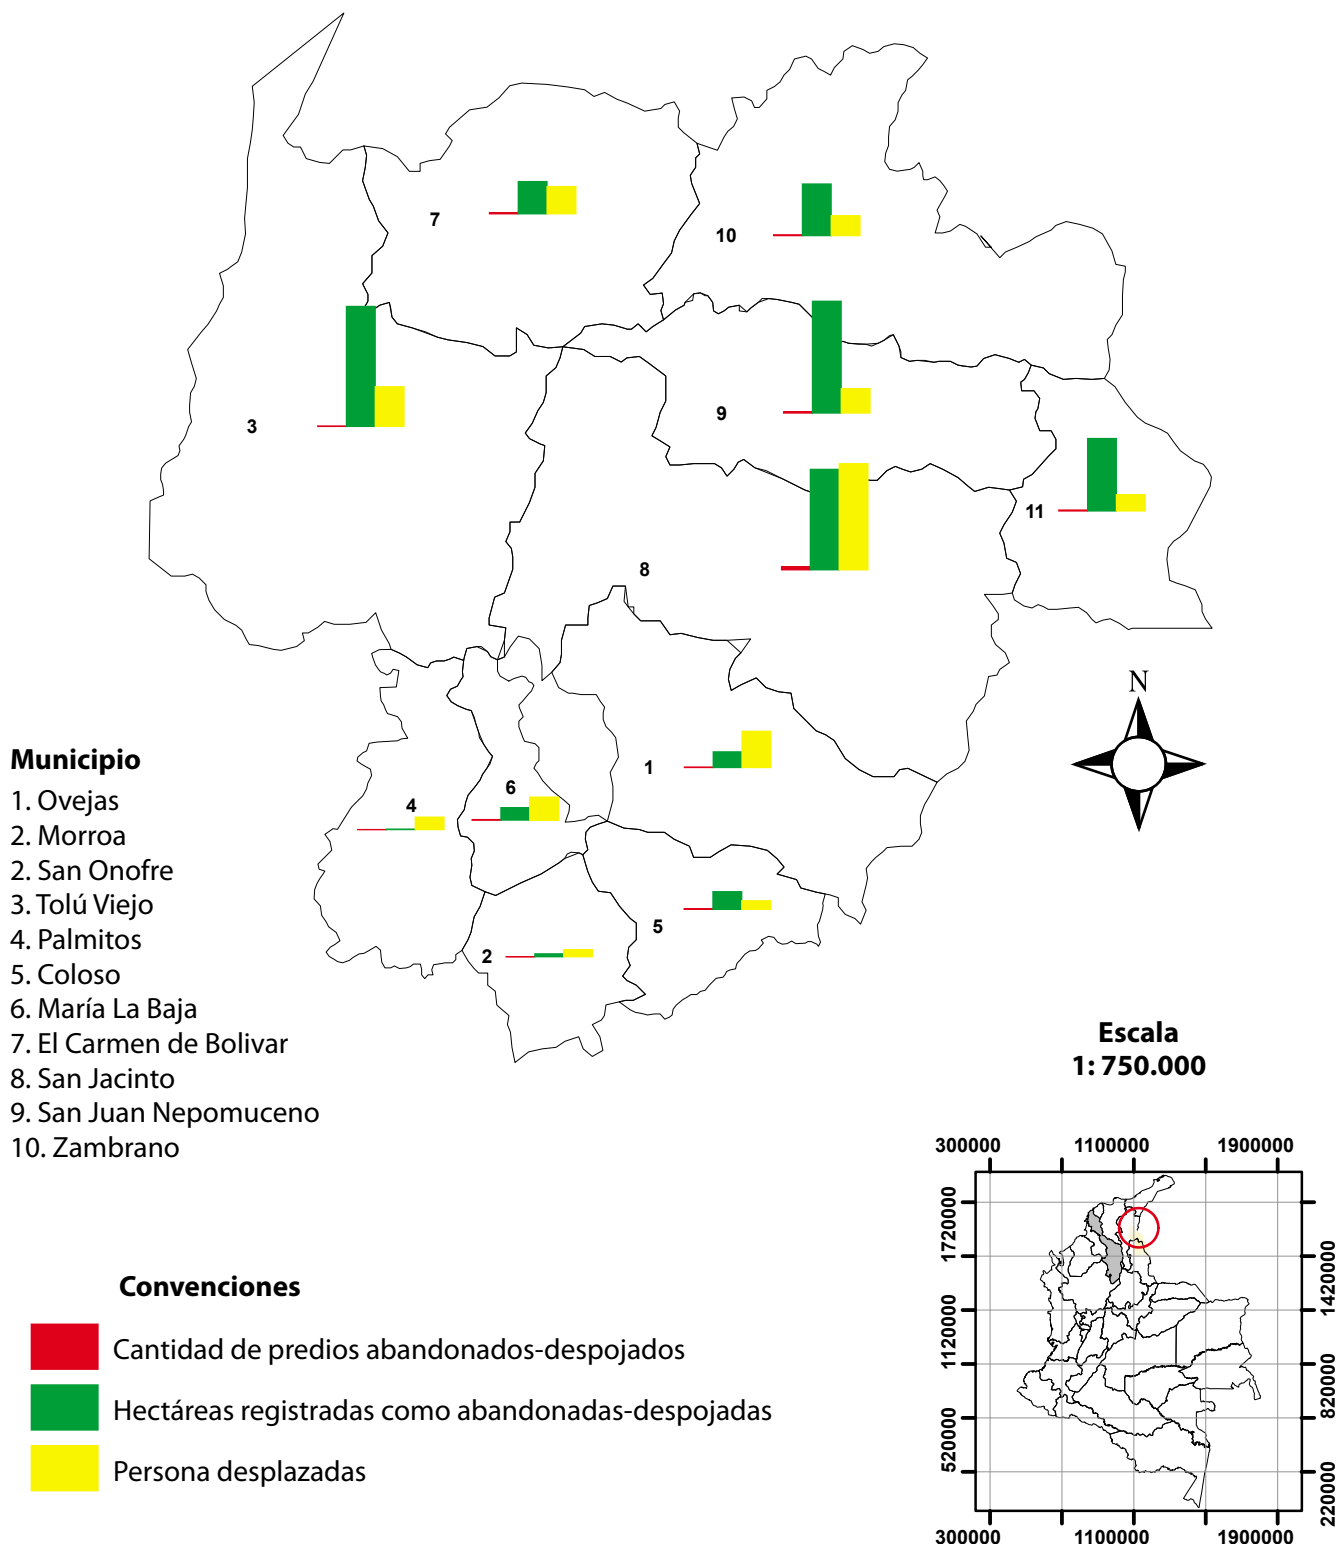 7
10
3
9
11
8
N
1
6
4
5
2
Municipio
1. Ovejas
2. Morroa
2. San Onofre
3. Tolú Viejo
4. Palmitos
5. Coloso
6. María La Baja
7. El Carmen de Bolivar
8. San Jacinto
9. San Juan Nepomuceno
10. Zambrano
Escala
1: 750.000
Convenciones
Cantidad de predios abandonados-despojados
Hectáreas registradas como abandonadas-despojadas
Persona desplazadas
300000 1100000 1900000
1720000
1120000
520000
1420000
820000
220000
300000 1100000 1900000